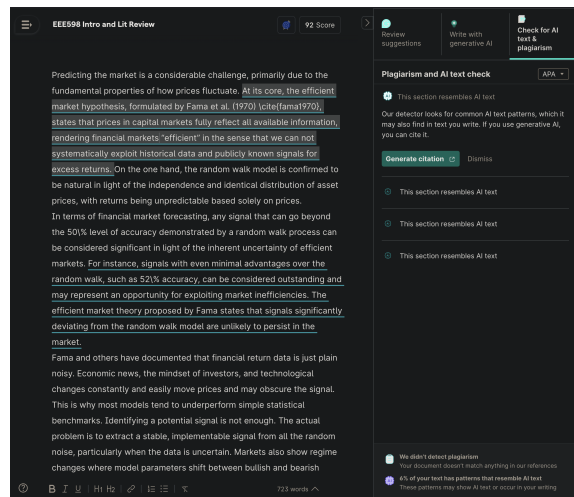 EEE598 Intro and Lit Review
92 Score
Review suggestions
Write with generative AI
Check for AI text & plagiarism
Predicting the market is a considerable challenge, primarily due to the
fundamental properties of how prices fluctuate. At its core, the efficient
market hypothesis, formulated by Fama et al. (1970) \cite{fama1970},
states that prices in capital markets fully reflect all available information,
rendering financial markets "efficient" in the sense that we can not
systematically exploit historical data and publicly known signals for
excess returns. On the one hand, the random walk model is confirmed to
be natural in light of the independence and identical distribution of asset
prices, with returns being unpredictable based solely on prices.
In terms of financial market forecasting, any signal that can go beyond
the 50\% level of accuracy demonstrated by a random walk process can
be considered significant in light of the inherent uncertainty of efficient
markets. For instance, signals with even minimal advantages over the
random walk, such as 52\% accuracy, can be considered outstanding and
may represent an opportunity for exploiting market inefficiencies. The
efficient market theory proposed by Fama states that signals significantly
deviating from the random walk model are unlikely to persist in the
market.
Fama and others have documented that financial return data is just plain
noisy. Economic news, the mindset of investors, and technological
changes constantly and easily move prices and may obscure the signal.
This is why most models tend to underperform simple statistical
benchmarks. Identifying a potential signal is not enough. The actual
problem is to extract a stable, implementable signal from all the random
noise, particularly when the data is uncertain. Markets also show regime
changes where model parameters shift between bullish and bearish
B I U H1 H2
723 words
Plagiarism and AI text check
APA
This section resembles AI text
Our detector looks for common AI text patterns, which it
may also find in text you write. If you use generative AI,
you can cite it.
Generate citation
Dismiss
This section resembles AI text
This section resembles AI text
This section resembles AI text
We didn't detect plagiarism
Your document doesn't match anything in our references
6% of your text has patterns that resemble AI text
These patterns may show AI text or occur in your writing